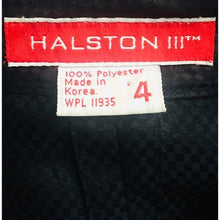 HALSTON III™
100% Polyester
Made in
Korea.
WPL 11935
4